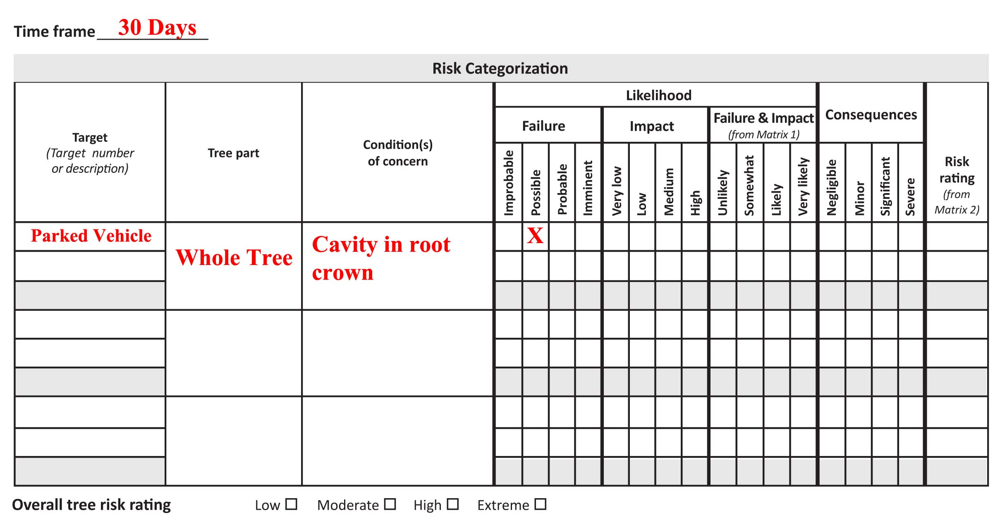 Time frame 30 Days
Risk Categorization
Target
(Target number
or description)
Tree part
Condition(s)
of concern
Likelihood
Failure
Impact
Failure & Impact
(from Matrix 1)
Consequences
Improbable
Possible
Probable
Imminent
Very low
Low
Medium
High
Unlikely
Somewhat
Likely
Very likely
Negligible
Minor
Significant
Severe
Risk
rating
(from
Matrix 2)
Parked Vehicle
Whole Tree
Cavity in root
crown
X
Overall tree risk rating Low Moderate High Extreme